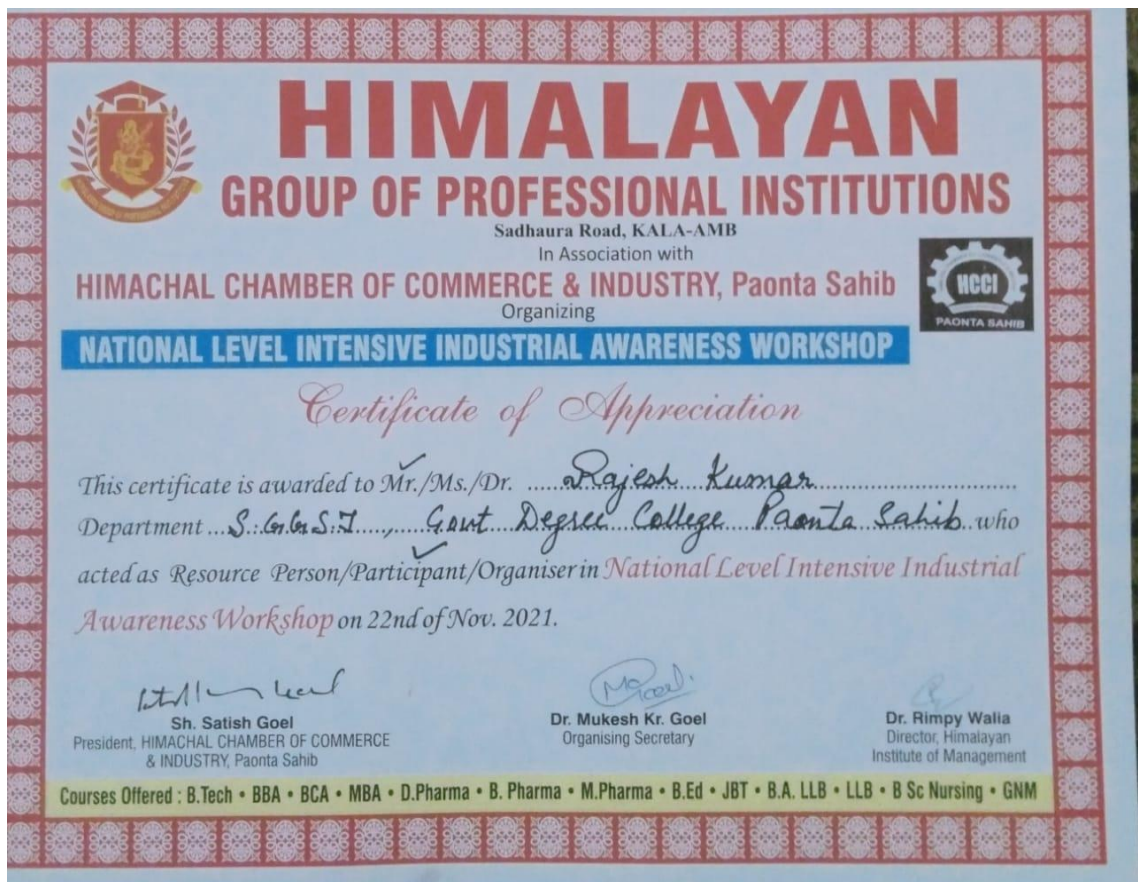 HIMALAYAN
GROUP OF PROFESSIONAL INSTITUTIONS
Sadhaura Road, KALA-AMB
In Association with
HIMACHAL CHAMBER OF COMMERCE & INDUSTRY, Paonta Sahib
Organizing
HCCI
PAONTA SAHIB
NATIONAL LEVEL INTENSIVE INDUSTRIAL AWARENESS WORKSHOP
Certificate of Appreciation
This certificate is awarded to Mr./Ms./Dr. Rajesh Kumar
Department S.G.G.S.J, Govt Degree College Paonta Sahib who
acted as Resource Person/Participant/Organiser in National Level Intensive Industrial
Awareness Workshop on 22nd of Nov. 2021.
Sh. Satish Goel
President, HIMACHAL CHAMBER OF COMMERCE
& INDUSTRY, Paonta Sahib
Dr. Mukesh Kr. Goel
Organising Secretary
Dr. Rimpy Walia
Director, Himalayan
Institute of Management
Courses Offered : B.Tech • BBA • BCA • MBA • D.Pharma • B. Pharma • M.Pharma • B.Ed • JBT • B.A. LLB • LLB • B Sc Nursing • GNM